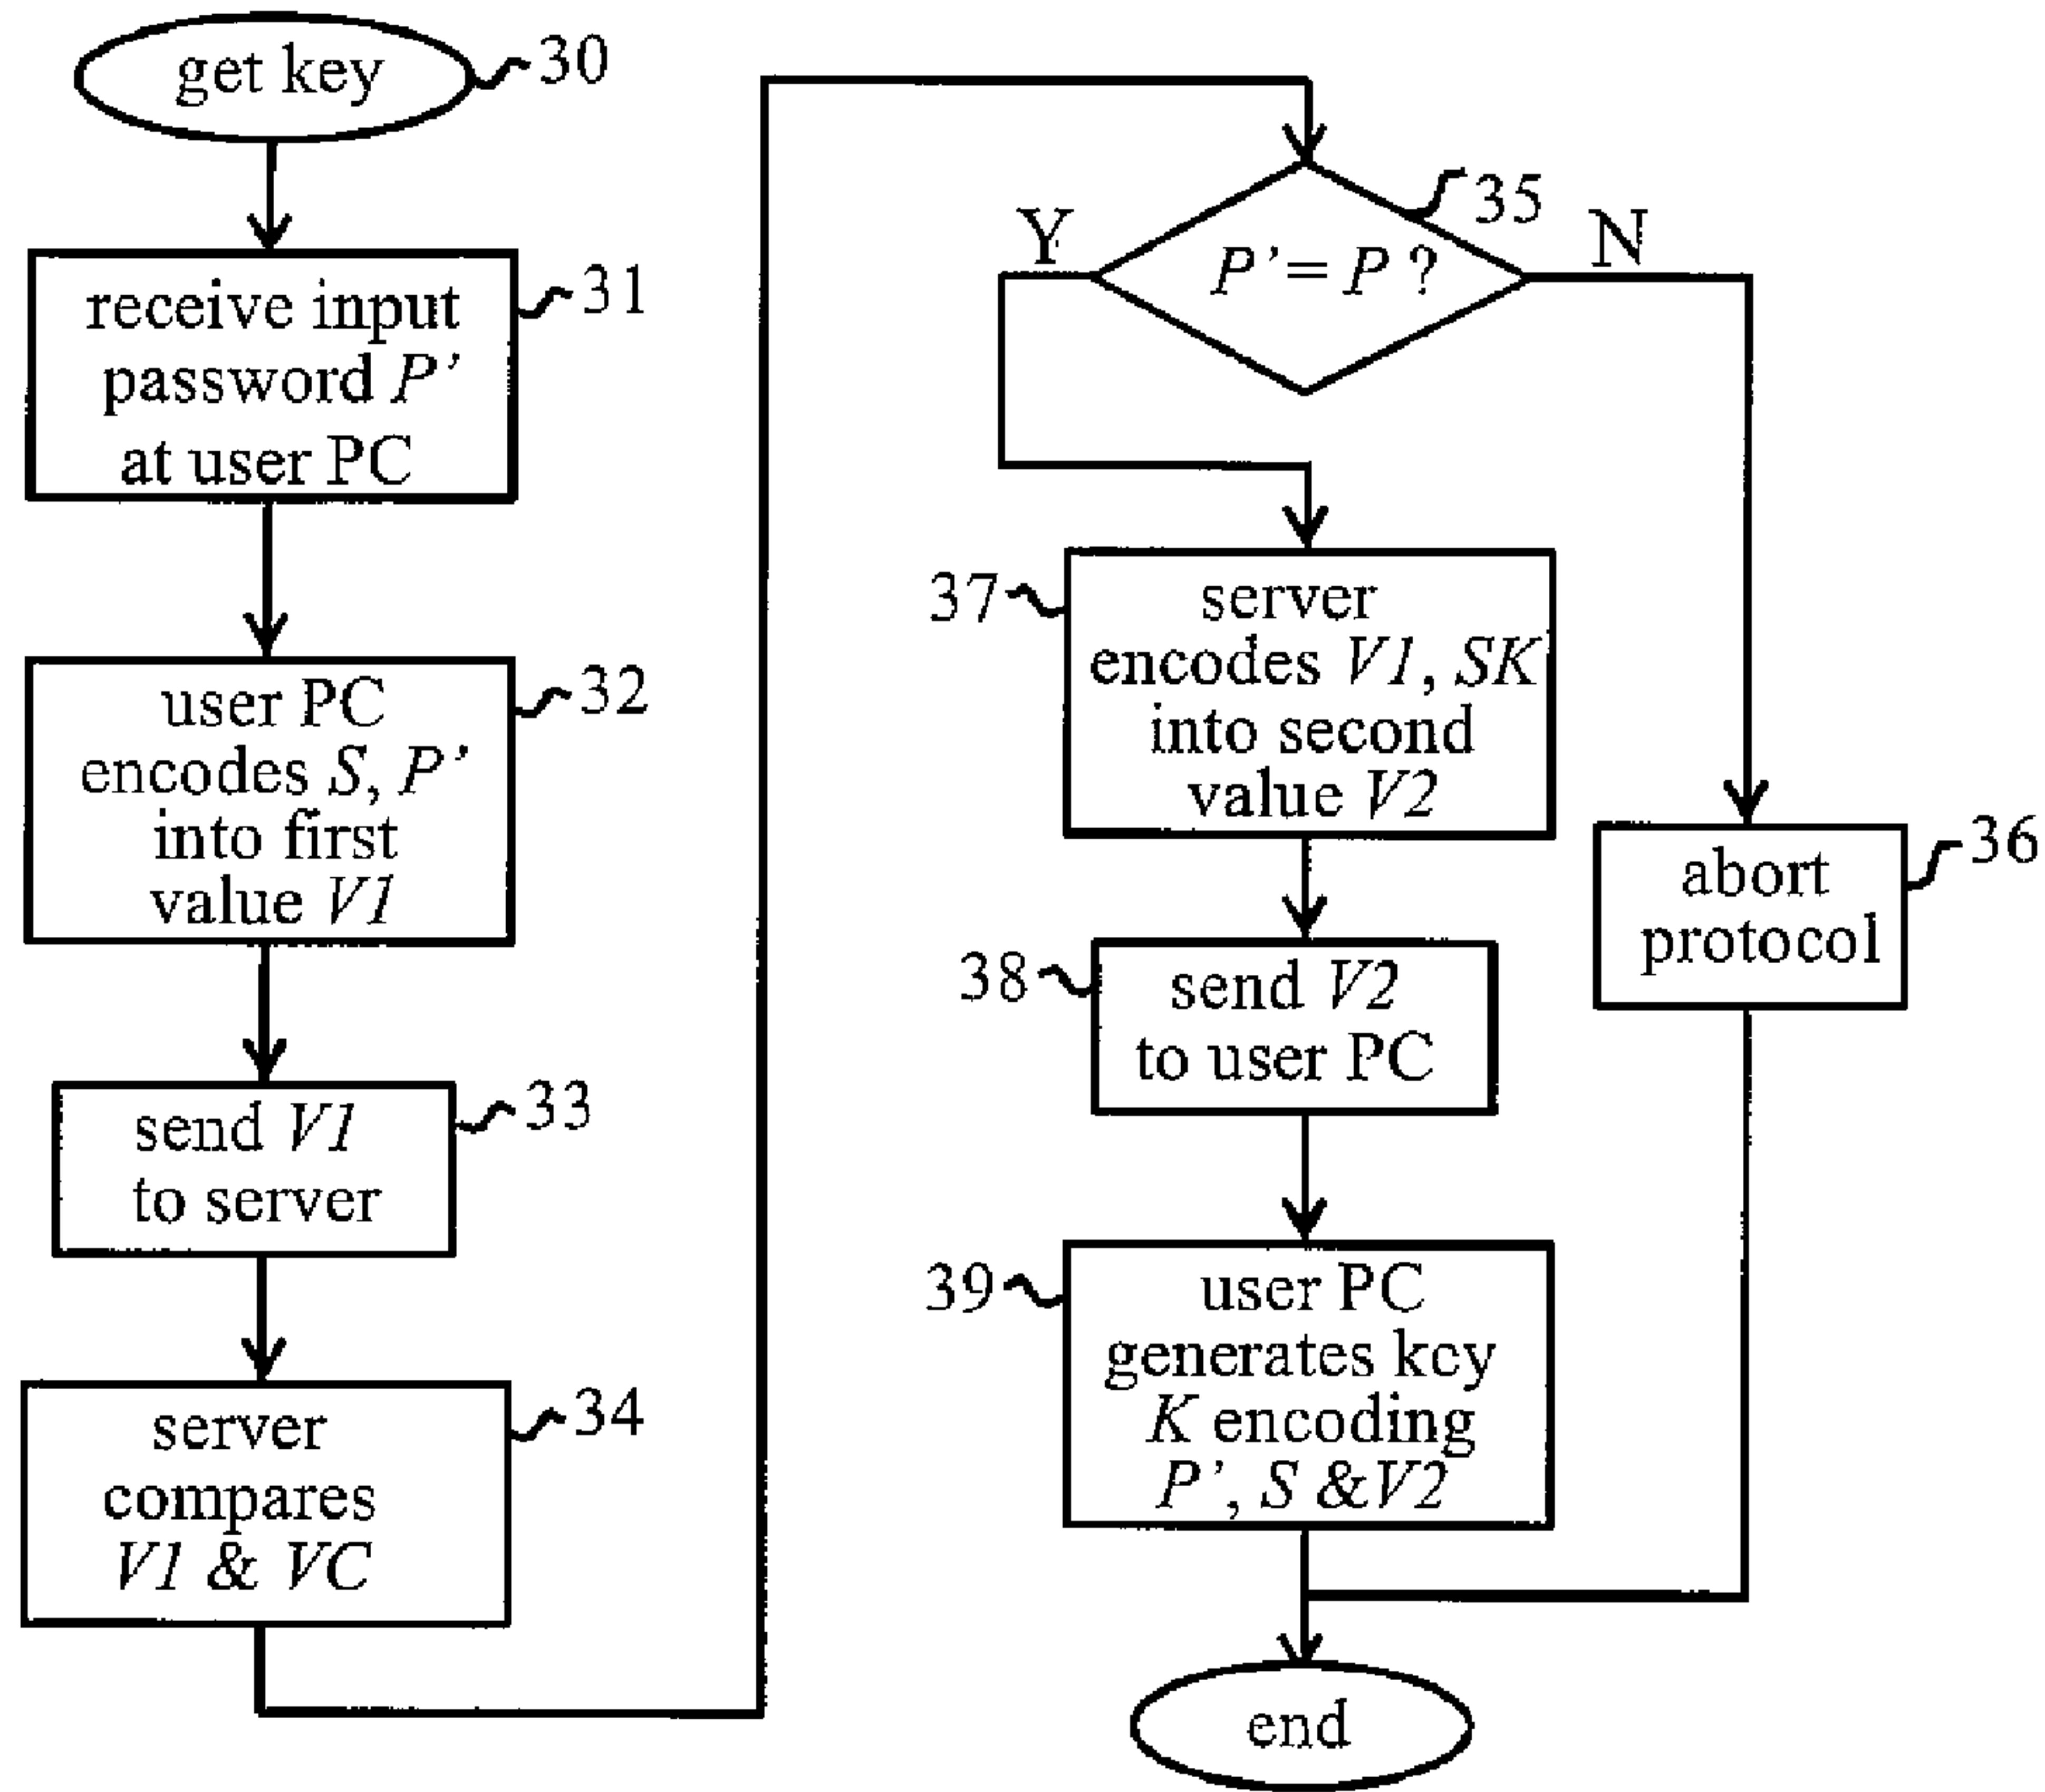 get key
30
receive input
password P'
at user PC
31
user PC
encodes S, P'
into first
value V1
32
send V1
to server
33
server
compares
V1 & VC
34
P'= P ?
35
Y
N
37
server
encodes V1, SK
into second
value V2
abort
protocol
36
38
send V2
to user PC
39
user PC
generates key
K encoding
P', S &V2
end